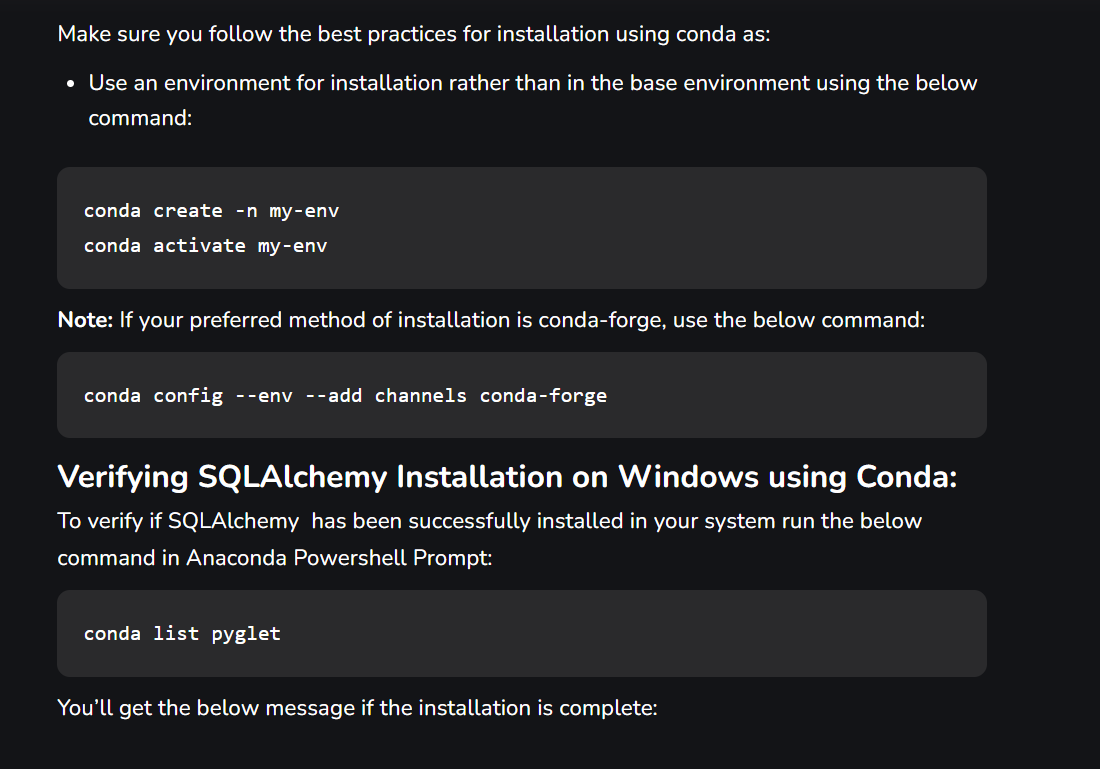 Make sure you follow the best practices for installation using conda as:
• Use an environment for installation rather than in the base environment using the below
command:
conda create -n my-env
conda activate my-env
Note: If your preferred method of installation is conda-forge, use the below command:
conda config --env --add channels conda-forge
Verifying SQLAlchemy Installation on Windows using Conda:
To verify if SQLAlchemy  has been successfully installed in your system run the below
command in Anaconda Powershell Prompt:
conda list pyglet
You’ll get the below message if the installation is complete: